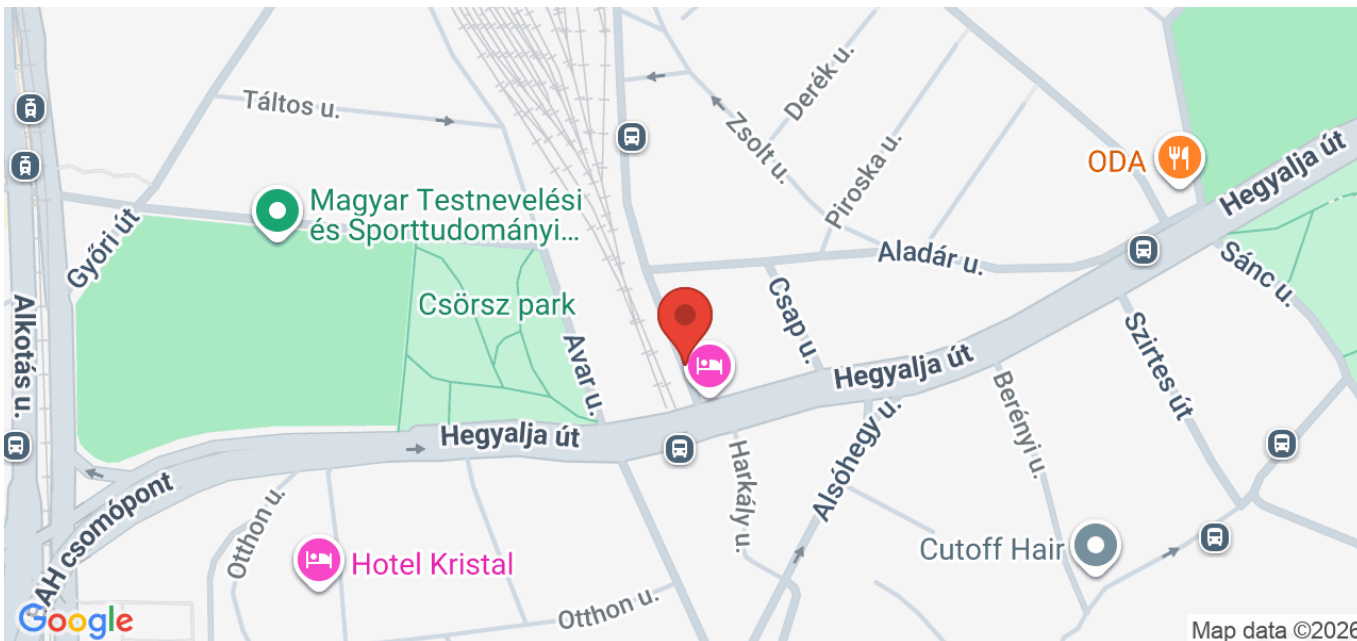 Táltos u.
Derék u.
Zsolt u.
Piroska u.
ODA
Hegyalja út
Magyar Testnevelési
és Sporttudományi...
Győri út
Aladár u.
Sánc u.
Csörsz park
Csap u.
Alkotás u.
Avar u.
Hegyalja út
Szirtes út
Berényi u.
Hegyalja út
Alsóhegy u.
Harkály u.
AH csomópont
Otthon u.
Hotel Kristal
Cutoff Hair
Otthon u.
Google
Map data ©2026